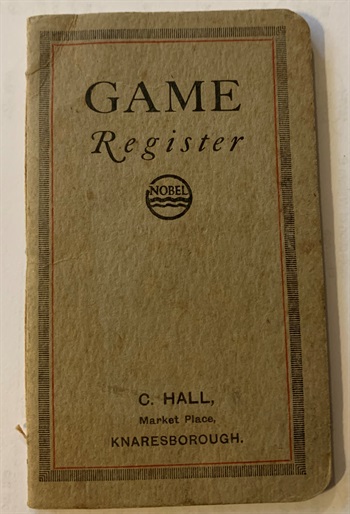 GAME
Register
NOBEL
C. HALL,
Market Place,
KNARESBOROUGH.